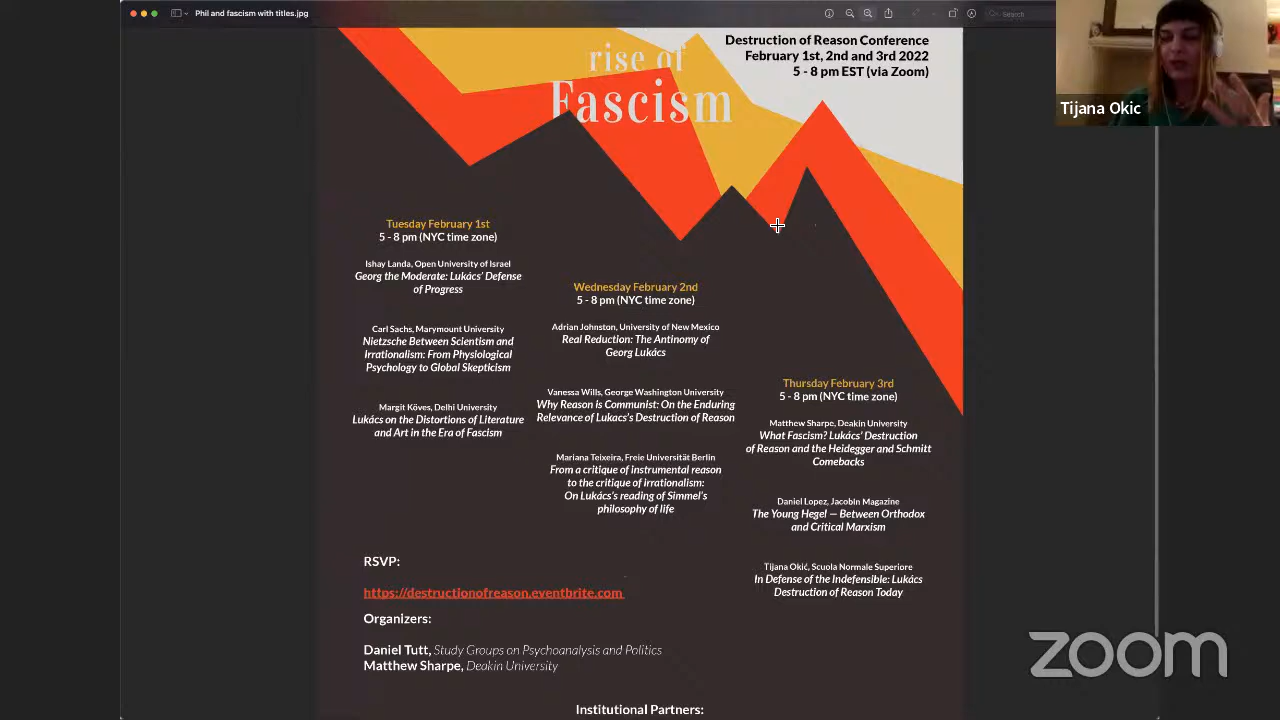 Phil and fascism with titles.jpg
Search
rise of
Fascism
Destruction of Reason Conference
February 1st, 2nd and 3rd 2022
5 - 8 pm EST (via Zoom)
Tijana Okic
Tuesday February 1st
5 - 8 pm (NYC time zone)
Ishay Landa, Open University of Israel
Georg the Moderate: Lukács' Defense
of Progress
Carl Sachs, Marymount University
Nietzsche Between Scientism and
Irrationalism: From Physiological
Psychology to Global Skepticism
Margit Köves, Delhi University
Lukács on the Distortions of Literature
and Art in the Era of Fascism
Wednesday February 2nd
5 - 8 pm (NYC time zone)
Adrian Johnston, University of New Mexico
Real Reduction: The Antinomy of
Georg Lukács
Vanessa Wills, George Washington University
Why Reason is Communist: On the Enduring
Relevance of Lukacs's Destruction of Reason
Mariana Teixeira, Freie Universität Berlin
From a critique of instrumental reason
to the critique of irrationalism:
On Lukács's reading of Simmel's
philosophy of life
Thursday February 3rd
5 - 8 pm (NYC time zone)
Matthew Sharpe, Deakin University
What Fascism? Lukács' Destruction
of Reason and the Heidegger and Schmitt
Comebacks
Daniel Lopez, Jacobin Magazine
The Young Hegel — Between Orthodox
and Critical Marxism
Tijana Okić, Scuola Normale Superiore
In Defense of the Indefensible: Lukács
Destruction of Reason Today
RSVP:
https://destructionofreason.eventbrite.com
Organizers:
Daniel Tutt, Study Groups on Psychoanalysis and Politics
Matthew Sharpe, Deakin University
Institutional Partners:
zoom